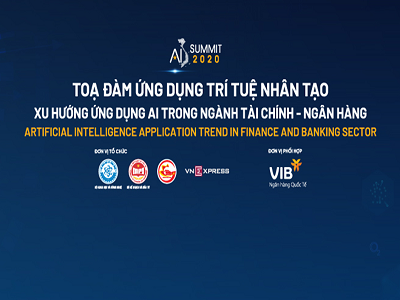 AI SUMMIT
2020
TOẠ ĐÀM ỨNG DỤNG TRÍ TUỆ NHÂN TẠO
XU HƯỚNG ỨNG DỤNG AI TRONG NGÀNH TÀI CHÍNH - NGÂN HÀNG
ARTIFICIAL INTELLIGENCE APPLICATION TREND IN FINANCE AND BANKING SECTOR
ĐƠN VỊ TỔ CHỨC
ĐƠN VỊ PHỐI HỢP
VNEXPRESS
VIB
Ngân hàng Quốc Tế